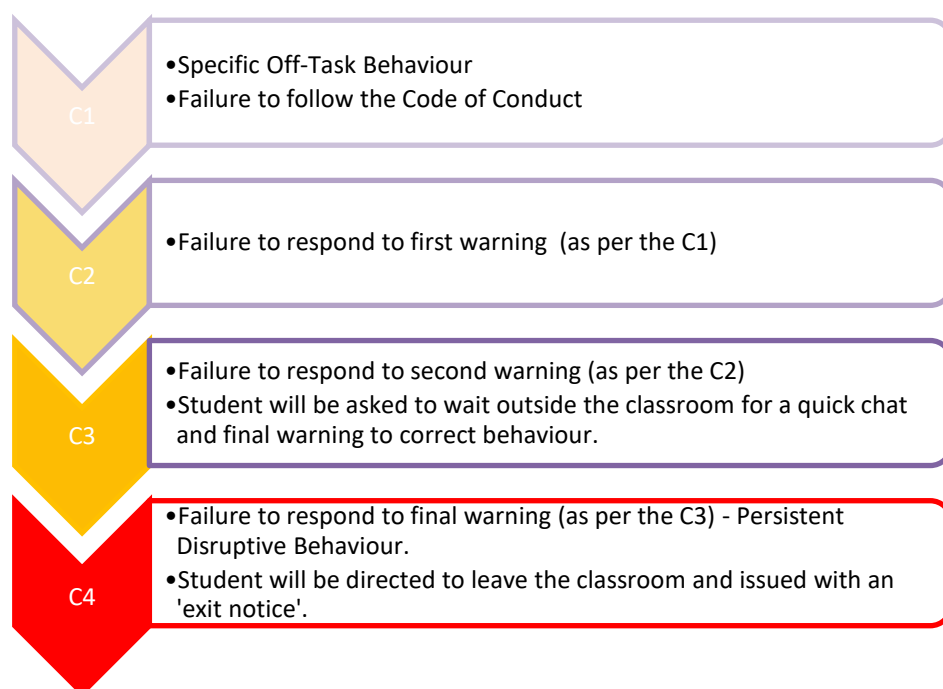 C1
•Specific Off-Task Behaviour
•Failure to follow the Code of Conduct
C2
•Failure to respond to first warning  (as per the C1)
C3
•Failure to respond to second warning (as per the C2)
•Student will be asked to wait outside the classroom for a quick chat
and final warning to correct behaviour.
C4
•Failure to respond to final warning (as per the C3) - Persistent
Disruptive Behaviour.
•Student will be directed to leave the classroom and issued with an
'exit notice'.